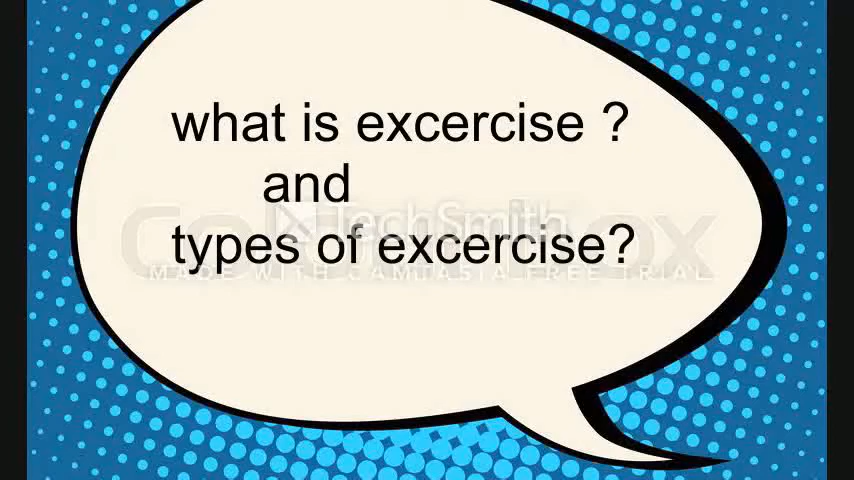 what is excercise ?
and
types of excercise?
TechSmith
MADE WITH CAMTASIA FREE TRIAL